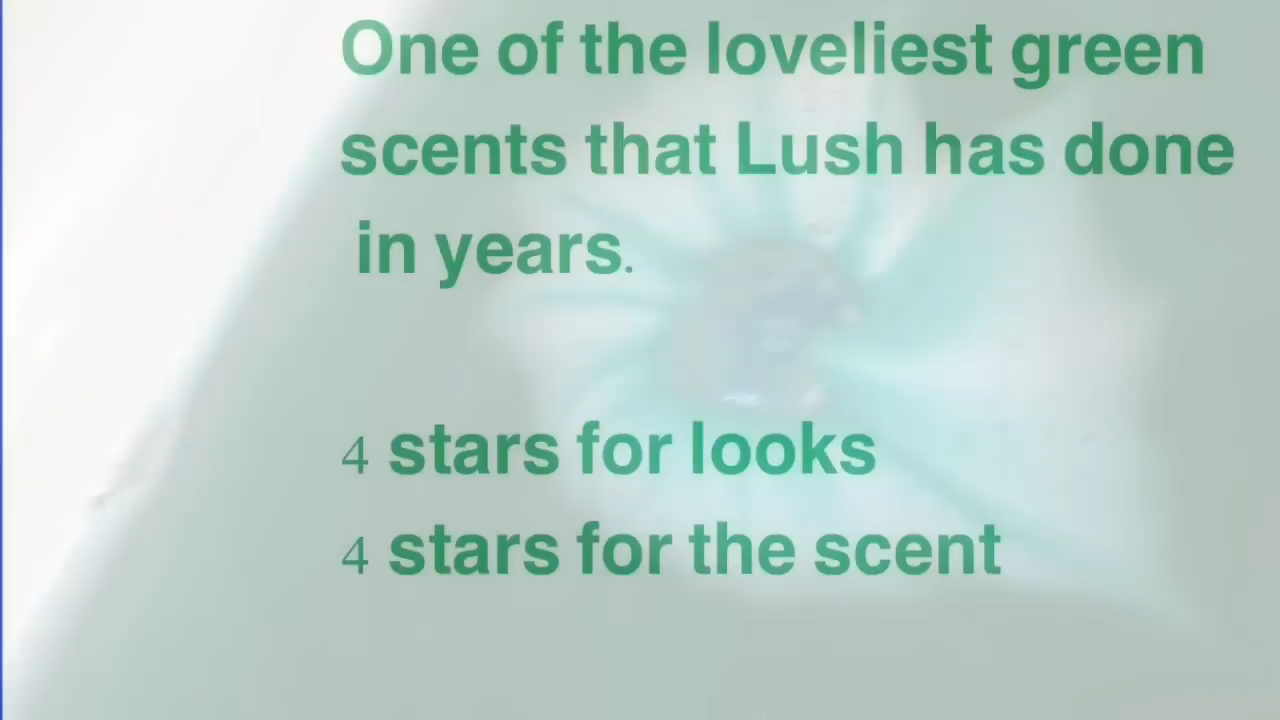 One of the loveliest green
scents that Lush has done
in years.
4 stars for looks
4 stars for the scent